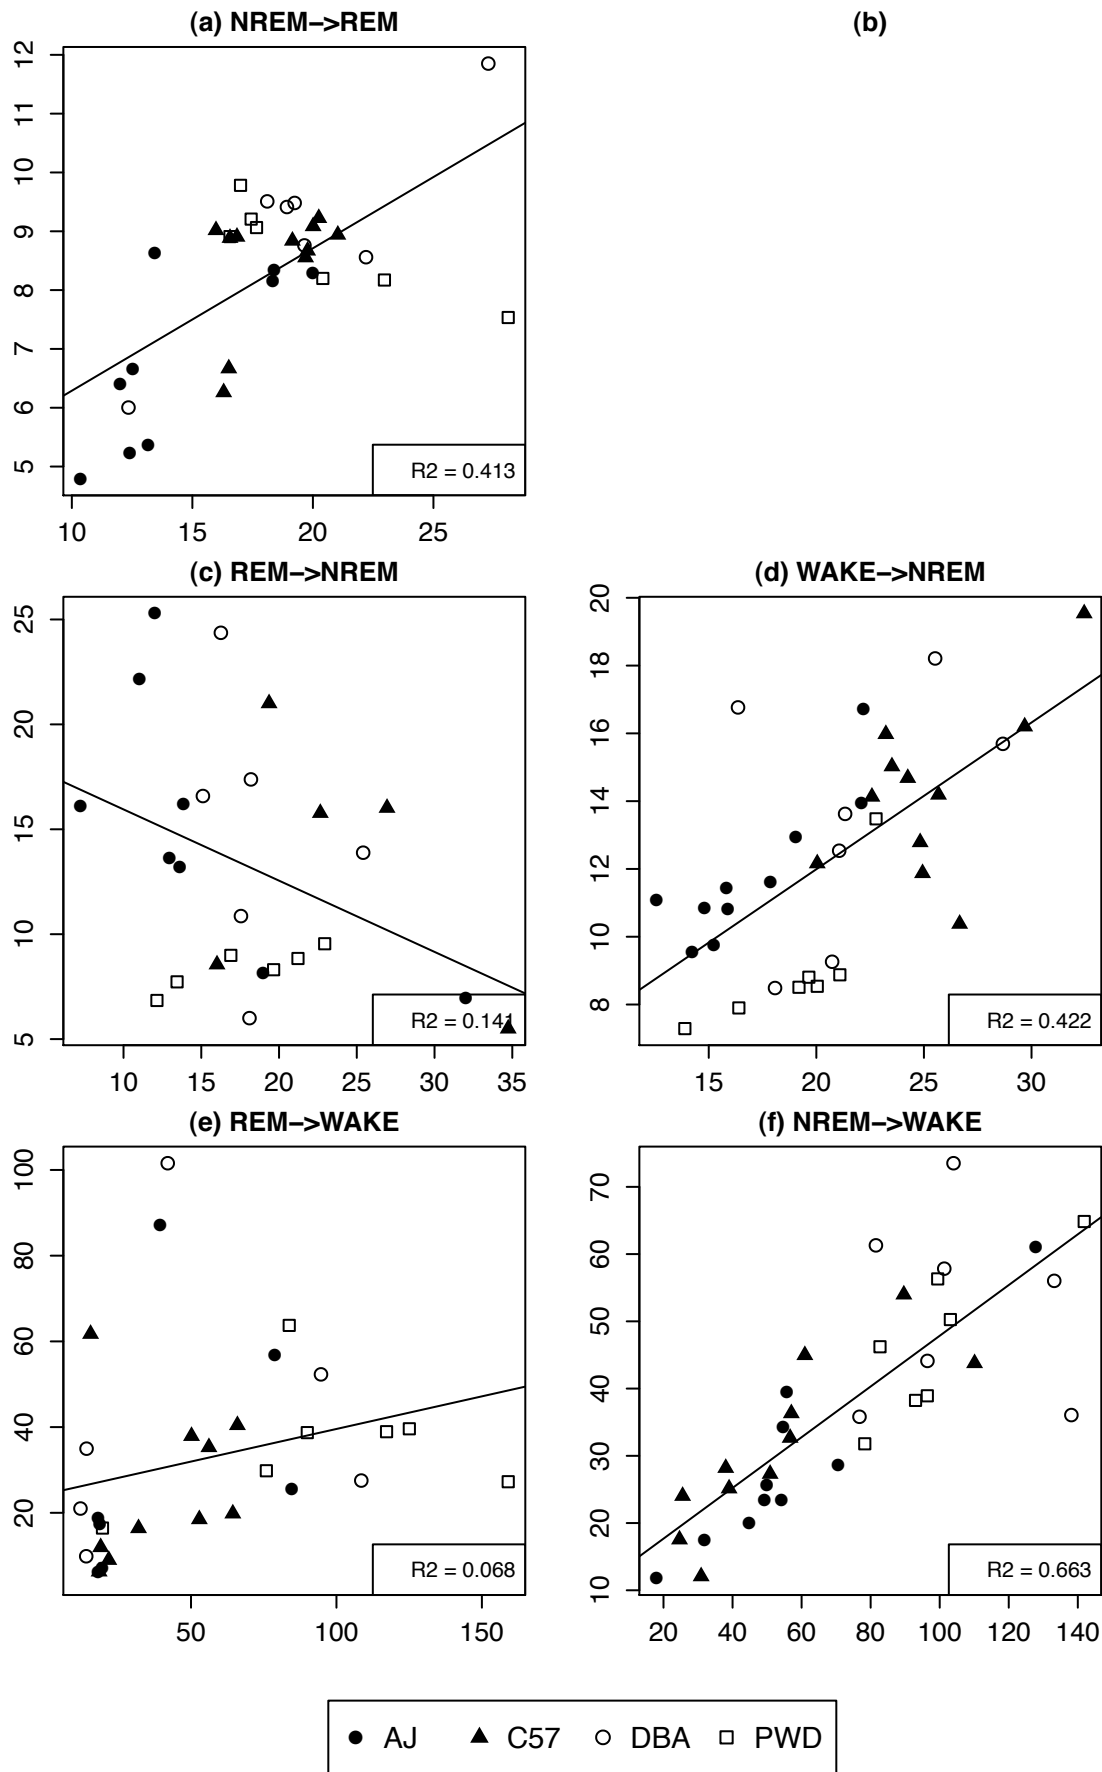 (a) NREM−>REM
(b)
12
11
10
9
8
7
6
5
R2 = 0.413
10 15 20 25
(c) REM−>NREM
25
20
15
10
5
R2 = 0.141
10 15 20 25 30 35
(d) WAKE−>NREM
20
18
16
14
12
10
8
R2 = 0.422
15 20 25 30
(e) REM−>WAKE
100
80
60
40
20
R2 = 0.068
50 100 150
(f) NREM−>WAKE
70
60
50
40
30
20
10
R2 = 0.663
20 40 60 80 100 120 140
AJ C57 DBA PWD